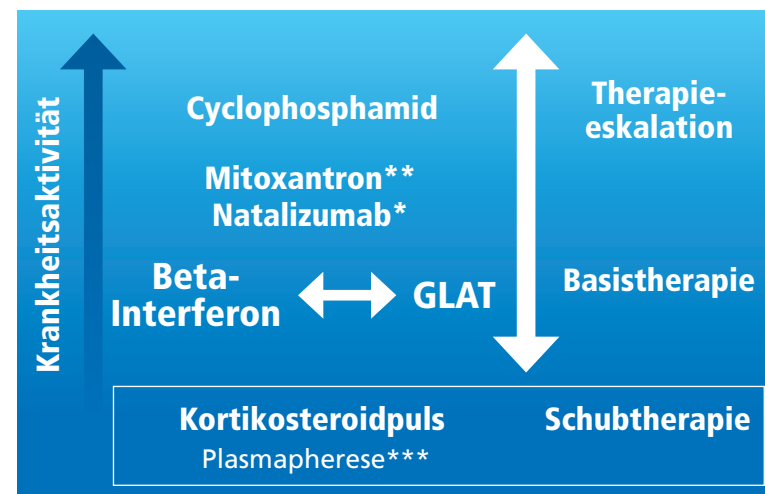 Krankheitsaktivität
Cyclophosphamid
Therapie-
eskalation
Mitoxantron**
Natalizumab*
Beta-
Interferon
GLAT
Basistherapie
Kortikosteroidpuls
Schubtherapie
Plasmapherese***